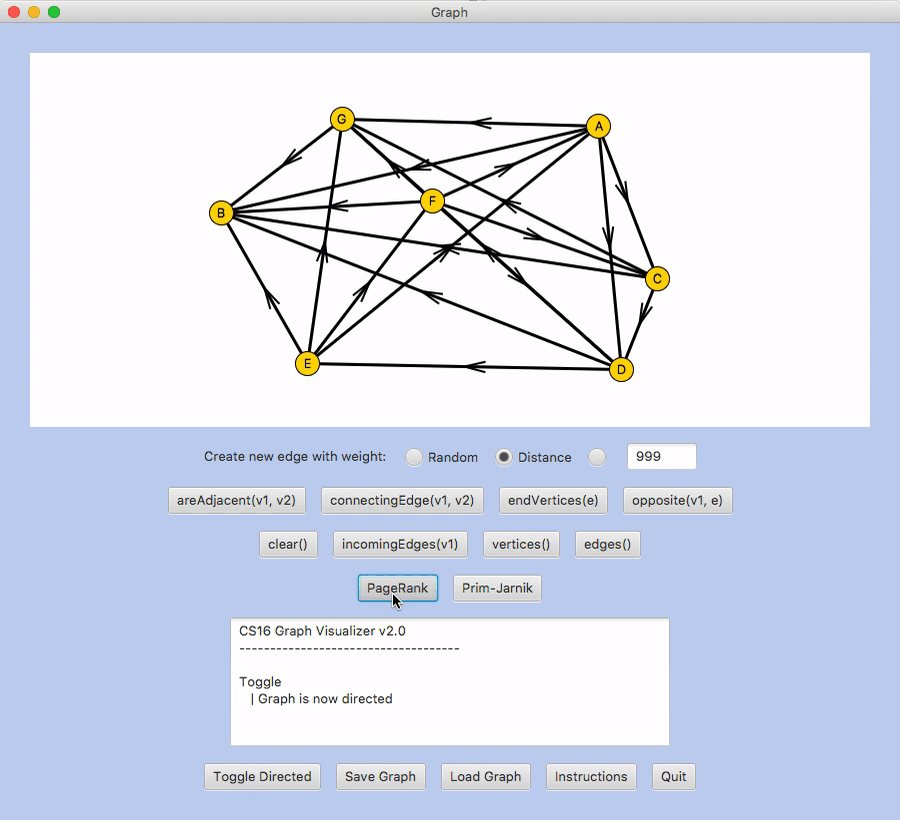 Graph
G
A
F
B
C
E
D
Create new edge with weight: Random Distance 999
areAdjacent(v1, v2) connectingEdge(v1, v2) endVertices(e) opposite(v1, e)
clear() incomingEdges(v1) vertices() edges()
PageRank Prim-Jarnik
CS16 Graph Visualizer v2.0
------------------------------------
Toggle
| Graph is now directed
Toggle Directed Save Graph Load Graph Instructions Quit